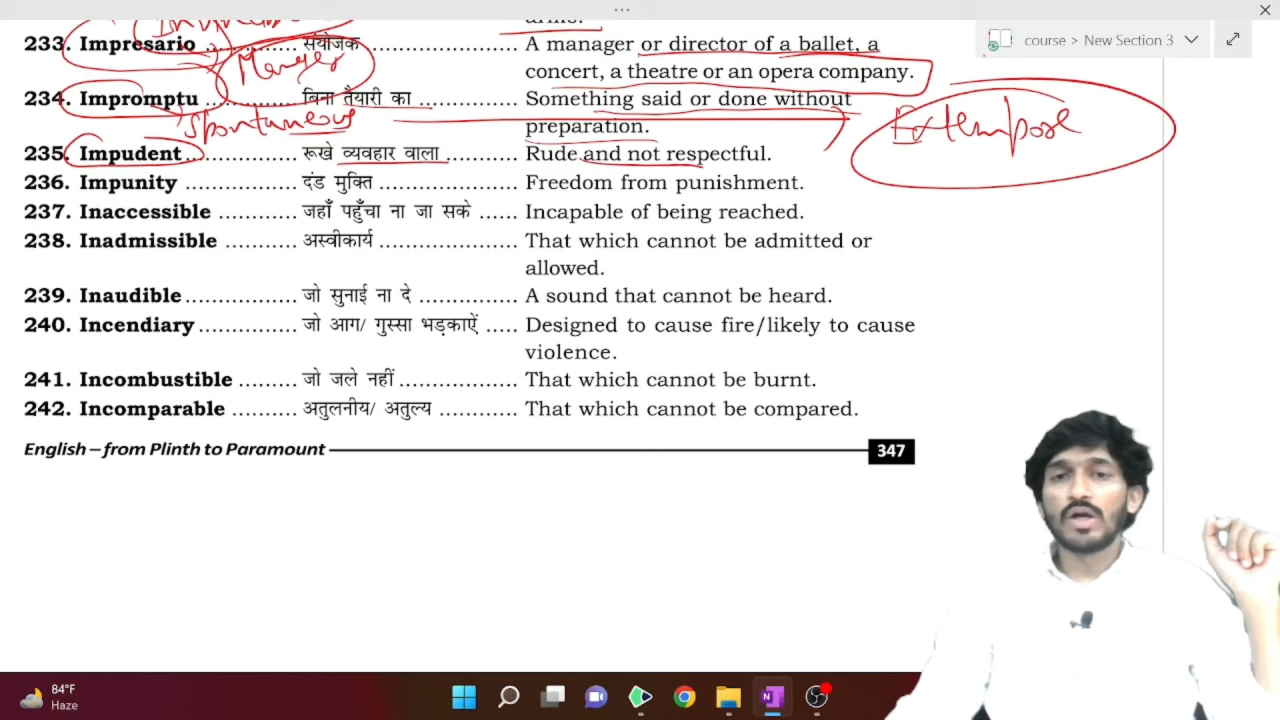 course > New Section 3
arms.
233. Impresario .............. संयोजक ...................... A manager or director of a ballet, a
Manager
concert, a theatre or an opera company.
234. Impromptu .............. बिना तैयारी का .............. Something said or done without
Spontaneous
Extempore
preparation.
235. Impudent ................ रूखे व्यवहार वाला ........... Rude and not respectful.
236. Impunity ................. दंड मुक्ति ..................... Freedom from punishment.
237. Inaccessible ............ जहाँ पहुँचा ना जा सके ...... Incapable of being reached.
238. Inadmissible ........... अस्वीकार्य ..................... That which cannot be admitted or
allowed.
239. Inaudible ................ जो सुनाई ना दे ............... A sound that cannot be heard.
240. Incendiary .............. जो आग/ गुस्सा भड़काऐं ..... Designed to cause fire/likely to cause
violence.
241. Incombustible ......... जो जले नहीं .................. That which cannot be burnt.
242. Incomparable .......... अतुलनीय/ अतुल्य ........... That which cannot be compared.
English – from Plinth to Paramount 347
84°F
Haze